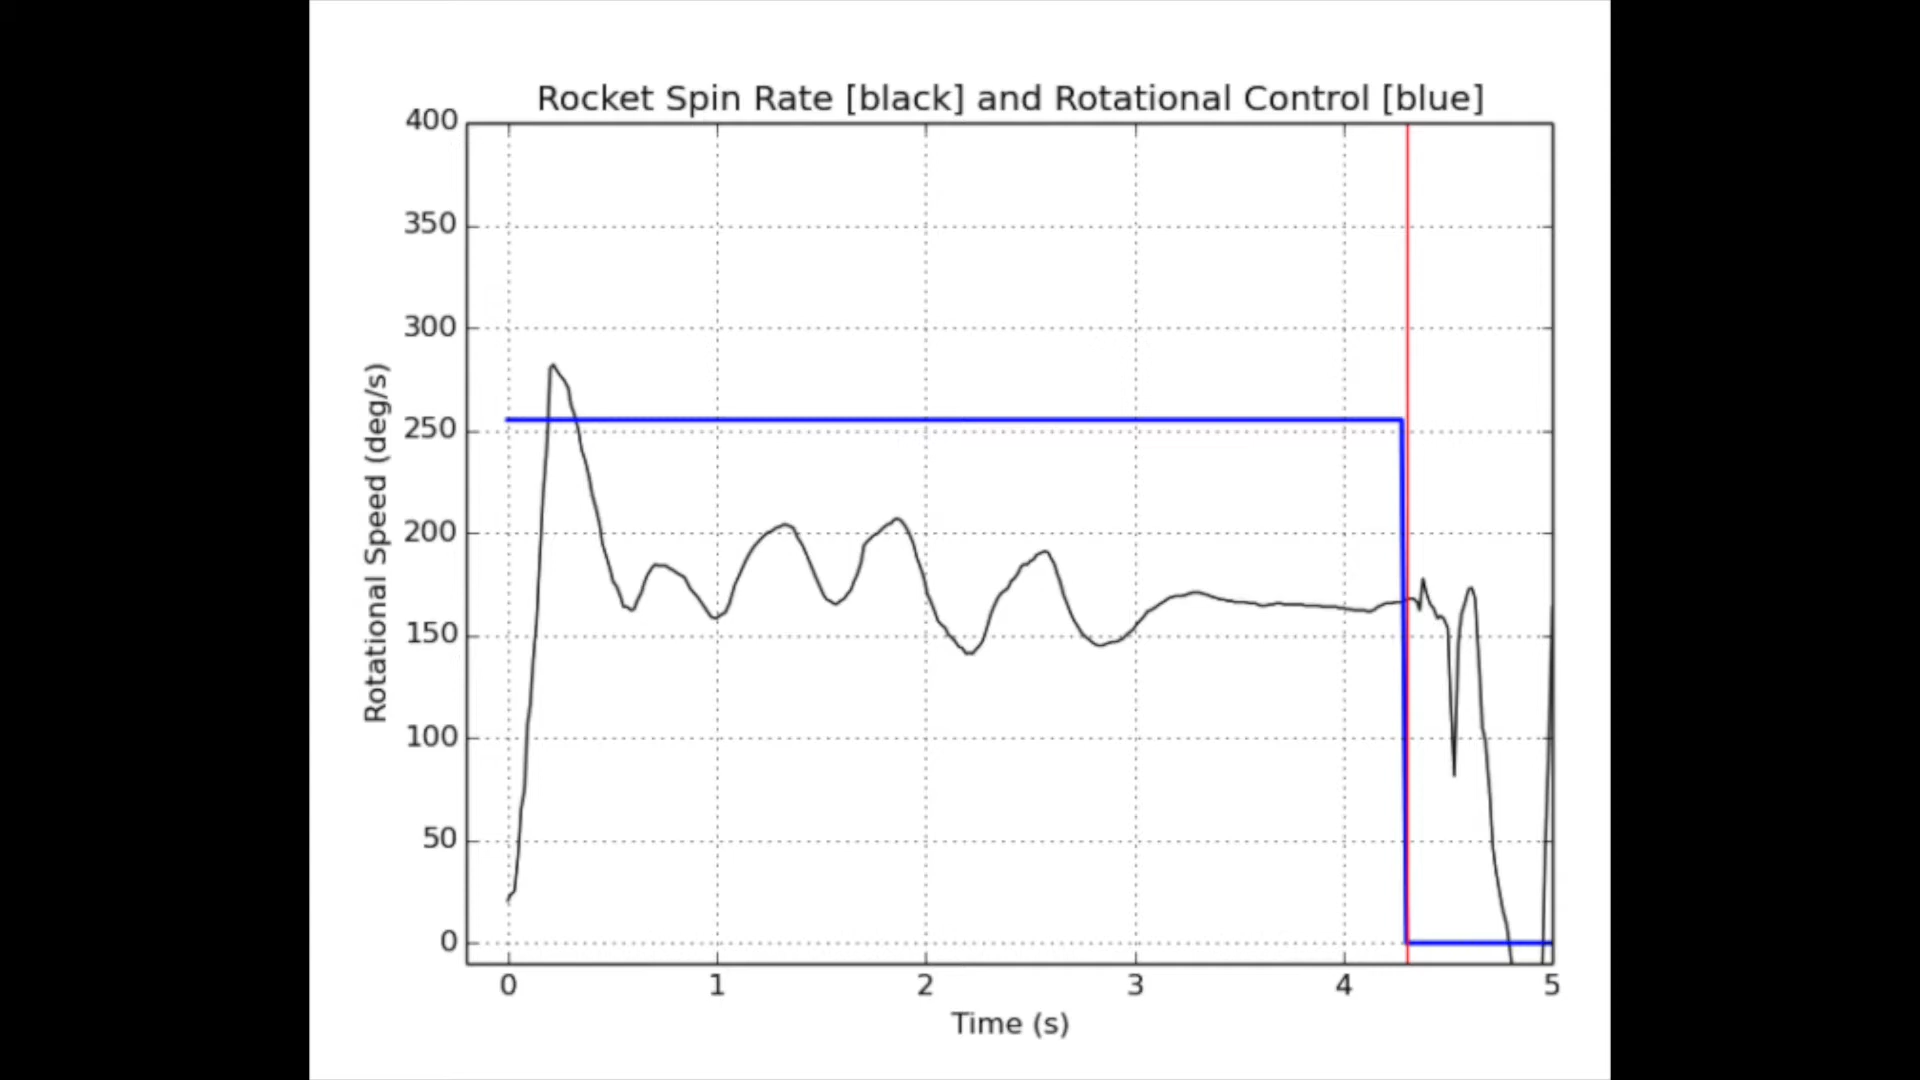 Rocket Spin Rate [black] and Rotational Control [blue]
400
350
300
250
200
150
100
50
0
Rotational Speed (deg/s)
0 1 2 3 4 5
Time (s)